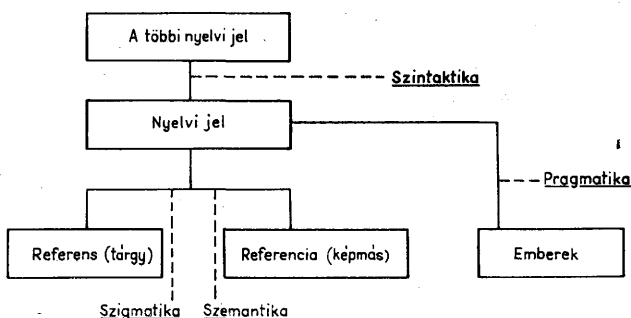 A többi nyelvi jel
Szintaktika
Nyelvi jel
Pragmatika
Referens (tárgy)
Referencia (képmás)
Emberek
Szigmatika
Szemantika